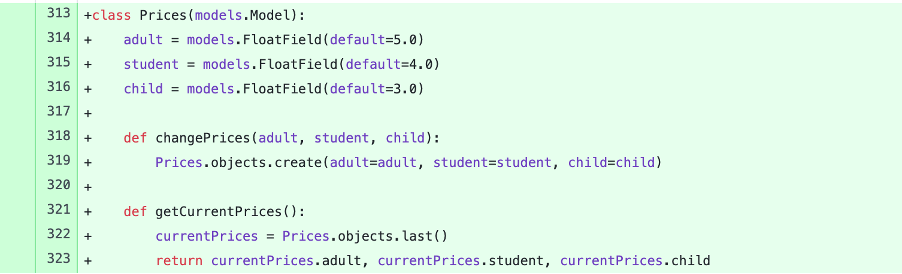 313 +class Prices(models.Model):
314 +    adult = models.FloatField(default=5.0)
315 +    student = models.FloatField(default=4.0)
316 +    child = models.FloatField(default=3.0)
317 +
318 +    def changePrices(adult, student, child):
319 +        Prices.objects.create(adult=adult, student=student, child=child)
320 +
321 +    def getCurrentPrices():
322 +        currentPrices = Prices.objects.last()
323 +        return currentPrices.adult, currentPrices.student, currentPrices.child